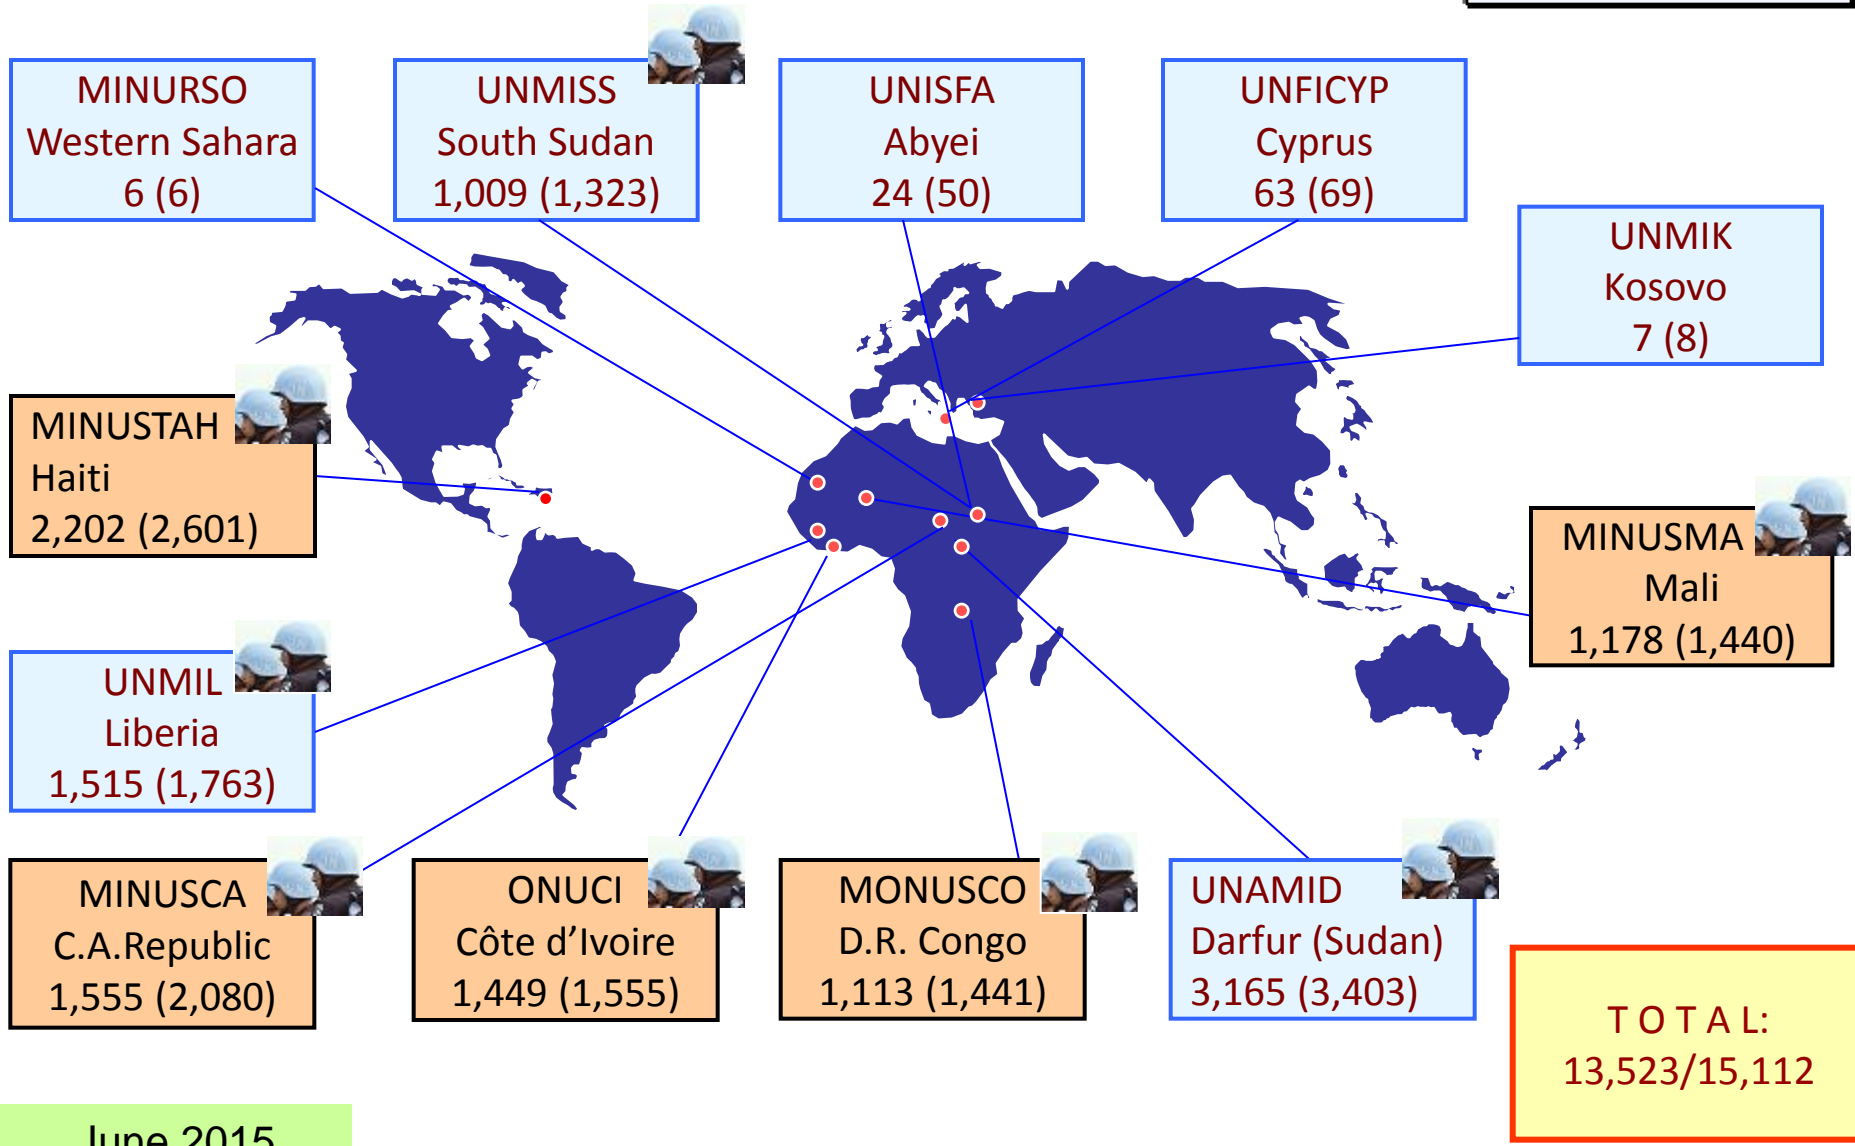 MINURSO
Western Sahara
6 (6)
UNMISS
South Sudan
1,009 (1,323)
UNISFA
Abyei
24 (50)
UNFICYP
Cyprus
63 (69)
UNMIK
Kosovo
7 (8)
MINUSTAH
Haiti
2,202 (2,601)
MINUSMA
Mali
1,178 (1,440)
UNMIL
Liberia
1,515 (1,763)
MINUSCA
C.A.Republic
1,555 (2,080)
ONUCI
Côte d’Ivoire
1,449 (1,555)
MONUSCO
D.R. Congo
1,113 (1,441)
UNAMID
Darfur (Sudan)
3,165 (3,403)
T O T A L:
13,523/15,112
June 2015